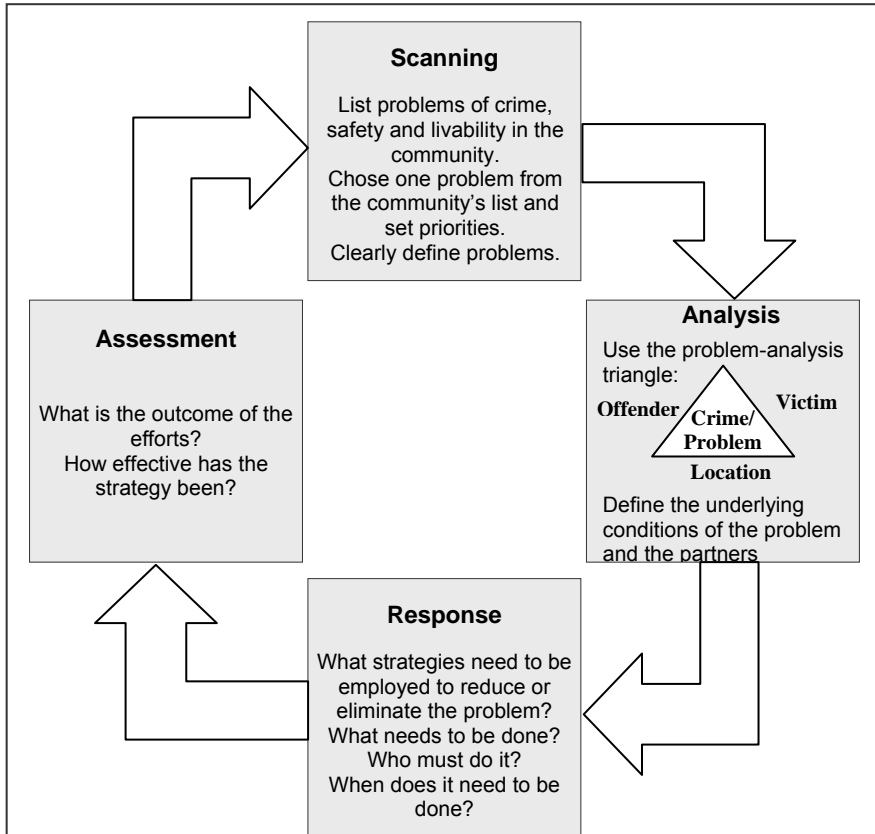 Scanning
List problems of crime,
safety and livability in the
community.
Chose one problem from
the community’s list and
set priorities.
Clearly define problems.
Analysis
Use the problem-analysis
triangle:
Offender
Victim
Crime/
Problem
Location
Define the underlying
conditions of the problem
and the partners
Response
What strategies need to be
employed to reduce or
eliminate the problem?
What needs to be done?
Who must do it?
When does it need to be
done?
Assessment
What is the outcome of the
efforts?
How effective has the
strategy been?